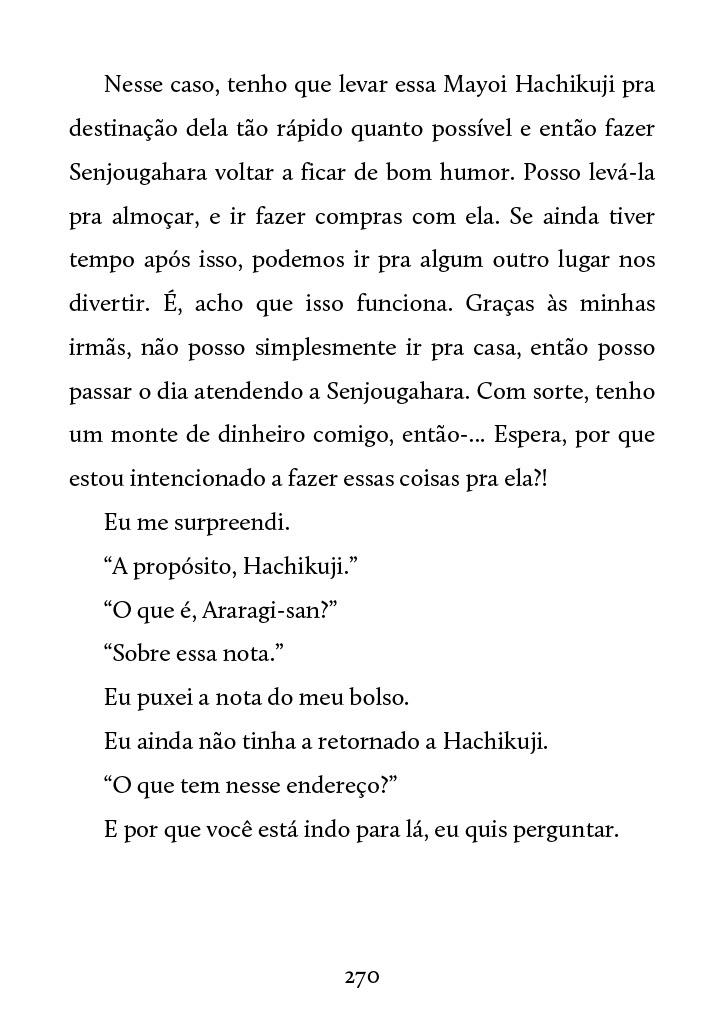 Nesse caso, tenho que levar essa Mayoi Hachikuji pra
destinação dela tão rápido quanto possível e então fazer
Senjougahara voltar a ficar de bom humor. Posso levá-la
pra almoçar, e ir fazer compras com ela. Se ainda tiver
tempo após isso, podemos ir pra algum outro lugar nos
divertir. É, acho que isso funciona. Graças às minhas
irmãs, não posso simplesmente ir pra casa, então posso
passar o dia atendendo a Senjougahara. Com sorte, tenho
um monte de dinheiro comigo, então-... Espera, por que
estou intencionado a fazer essas coisas pra ela?!
Eu me surpreendi.
“A propósito, Hachikuji.”
“O que é, Araragi-san?”
“Sobre essa nota.”
Eu puxei a nota do meu bolso.
Eu ainda não tinha a retornado a Hachikuji.
“O que tem nesse endereço?”
E por que você está indo para lá, eu quis perguntar.
270